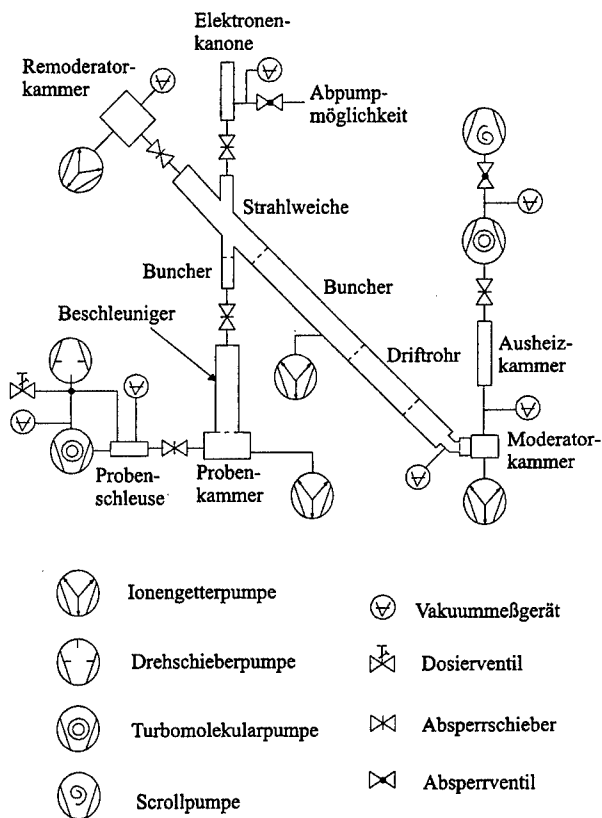 Elektronen-
kanone
Remoderator-
kammer
Abpump-
möglichkeit
Strahlweiche
Buncher
Buncher
Beschleuniger
Driftrohr
Ausheiz-
kammer
Proben-
schleuse
Proben-
kammer
Moderator-
kammer
Ionengetterpumpe
Vakuummeßgerät
Drehschieberpumpe
Dosierventil
Turbomolekularpumpe
Absperrschieber
Scrollpumpe
Absperrventil